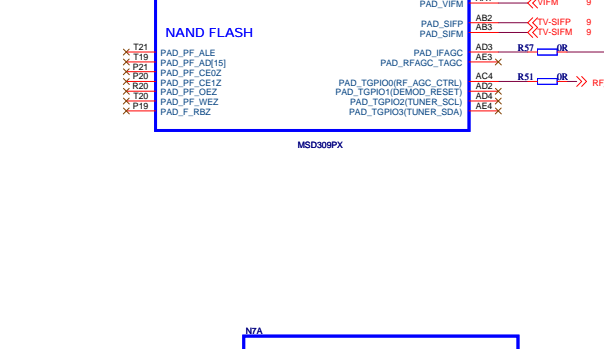 PAD_VIFM VIFM 9
NAND FLASH
AB2 PAD_SIFP TV-SIFP 9
AB3 PAD_SIFM TV-SIFM 9
T21 PAD_PF_ALE AD3 PAD_IFAGC R57 0R
T19 PAD_PF_AD[15] AE3 PAD_RFAGC_TAGC
P21 PAD_PF_CE0Z
P20 PAD_PF_CE1Z AC4 PAD_TGPIO0(RF_AGC_CTRL) R51 0R RF
R20 PAD_PF_OEZ AD2 PAD_TGPIO1(DEMOD_RESET)
T20 PAD_PF_WEZ AD4 PAD_TGPIO2(TUNER_SCL)
P19 PAD_F_RBZ AE4 PAD_TGPIO3(TUNER_SDA)
MSD309PX
N7A